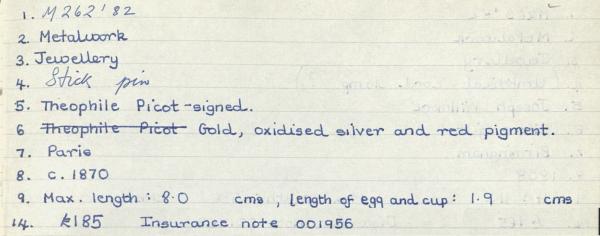 1. M262'82
2. Metalwork
3. Jewellery
4. Stick pin
5. Theophile Picot - signed.
6 Theophile Picot Gold, oxidised silver and red pigment.
7. Paris
8. c. 1870
9. Max. length : 8.0 cms , length of egg and cup : 1.9 cms
14. £185 Insurance note 001956